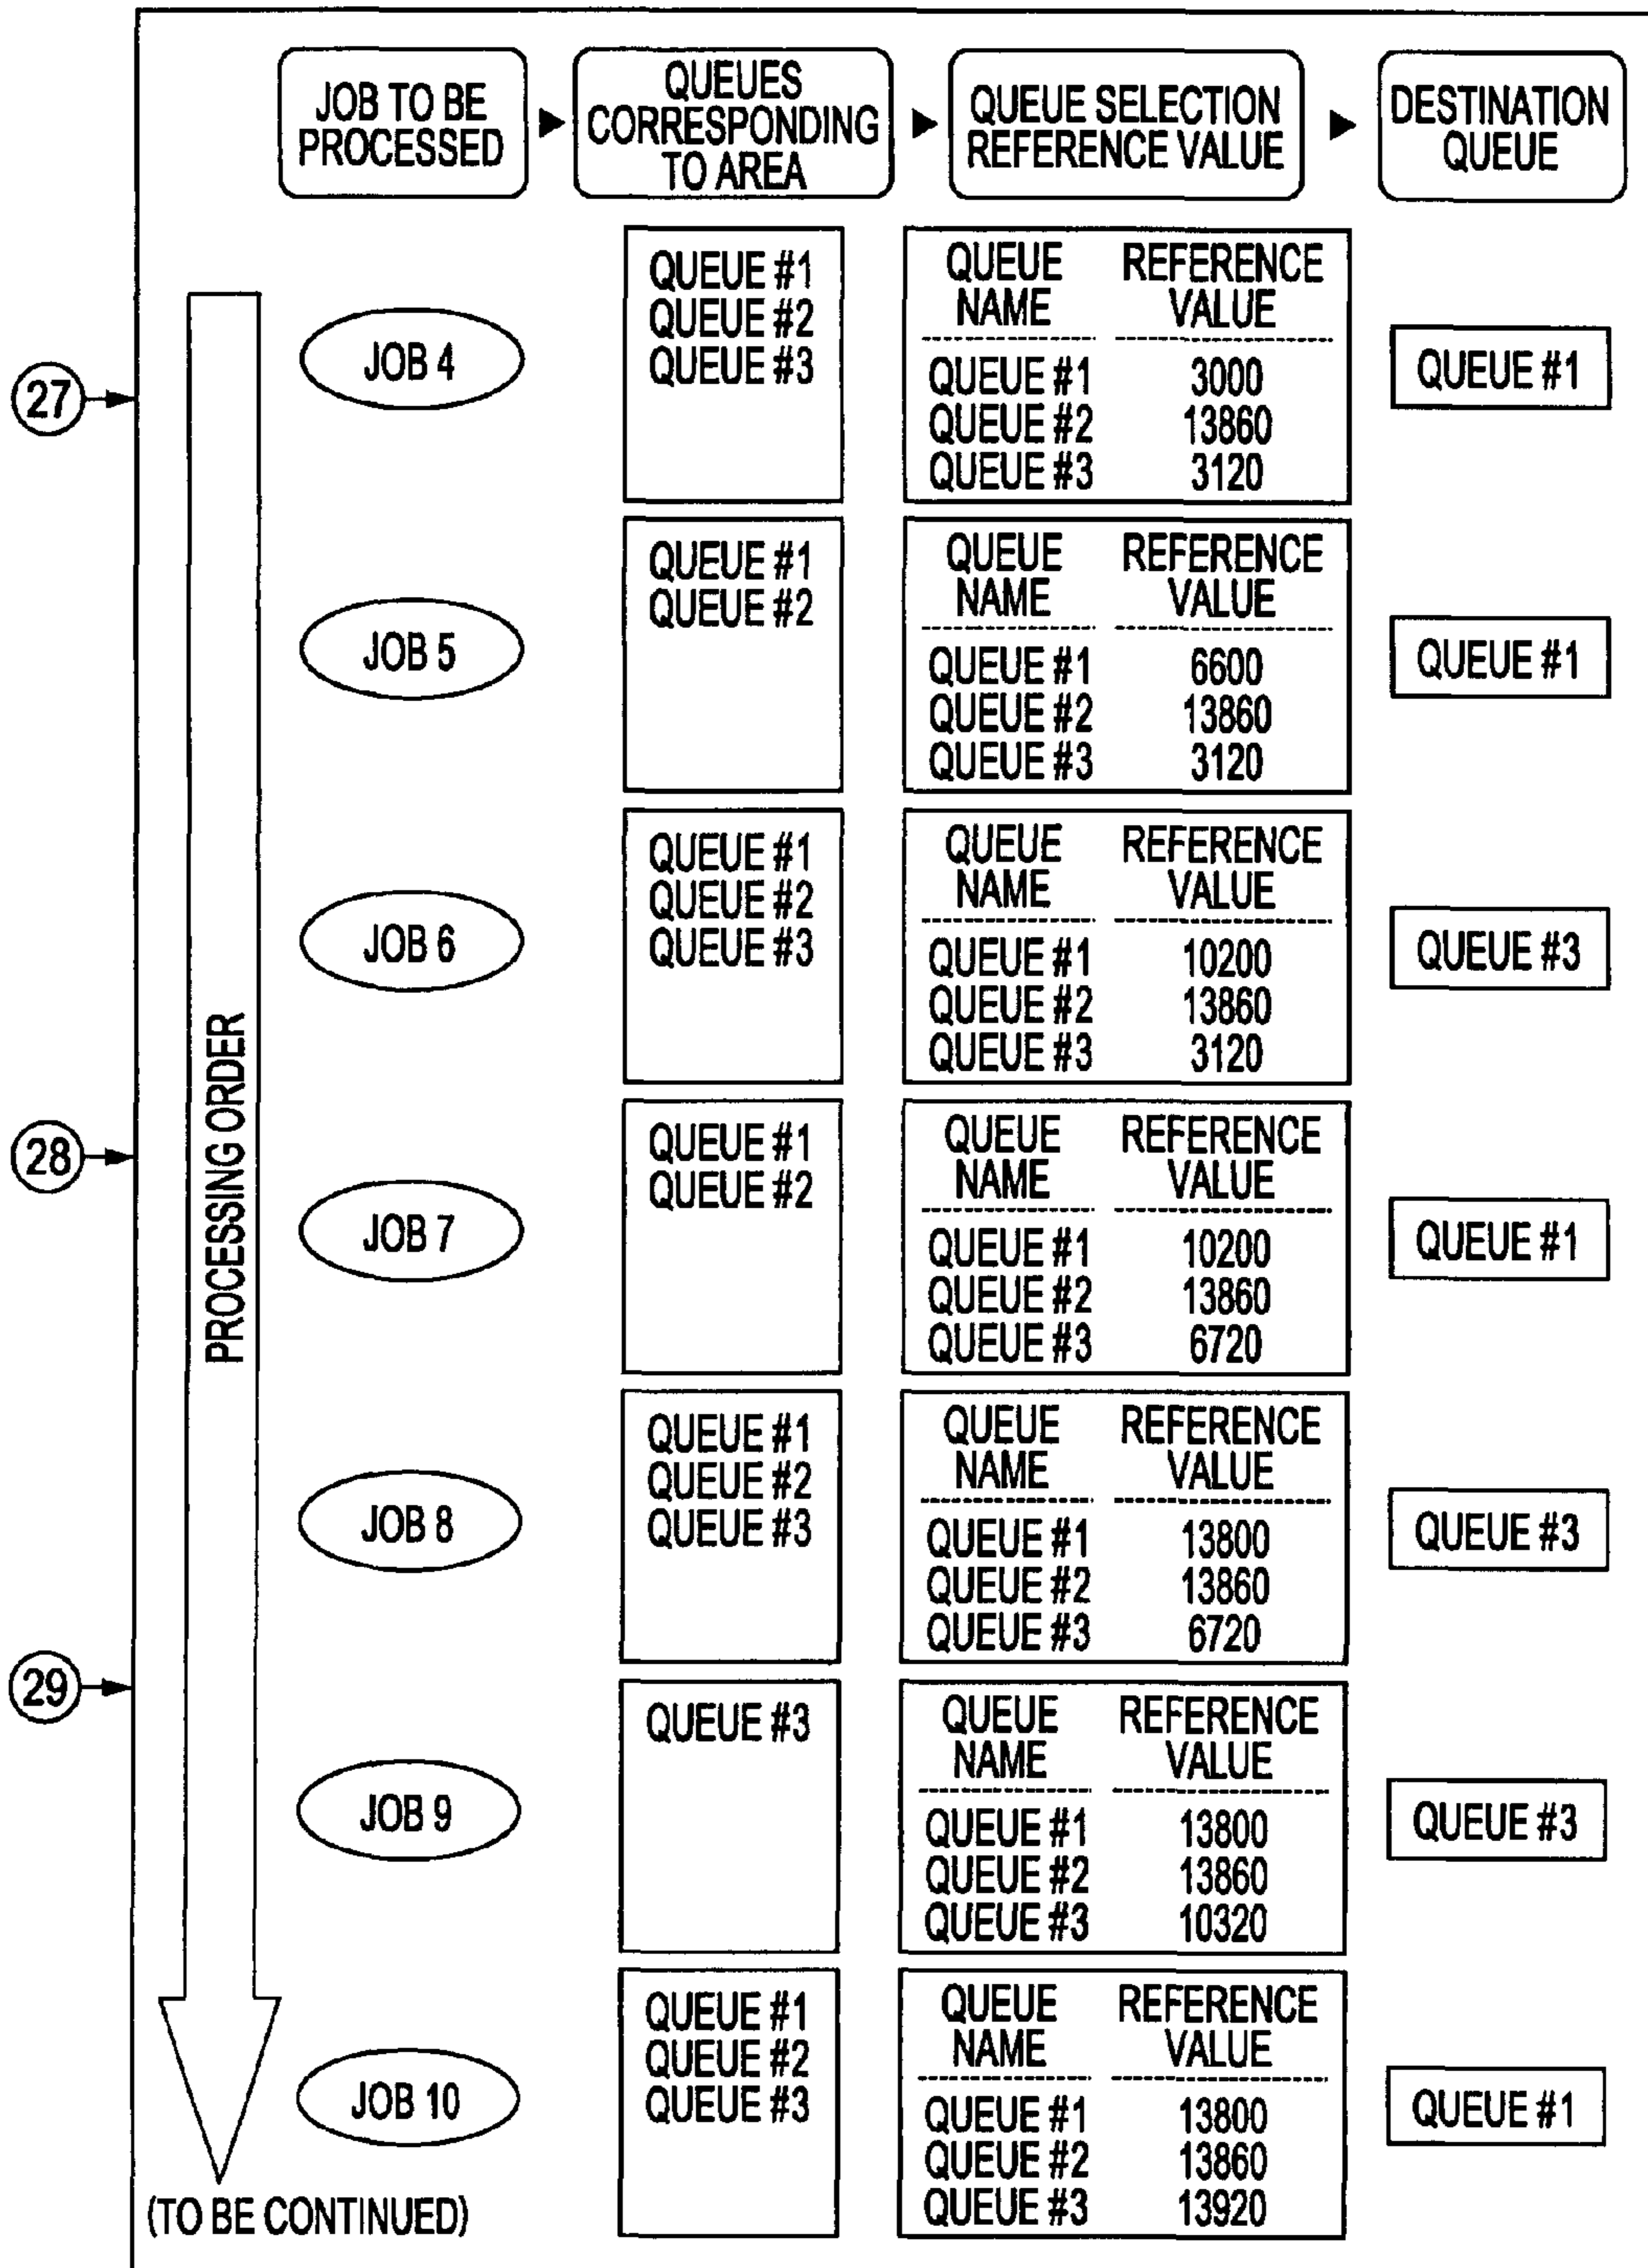 JOB TO BE
PROCESSED
QUEUES
CORRESPONDING
TO AREA
QUEUE SELECTION
REFERENCE VALUE
DESTINATION
QUEUE
27
28
29
PROCESSING ORDER
JOB 4
QUEUE #1
QUEUE #2
QUEUE #3
QUEUE NAME REFERENCE VALUE
QUEUE #1 3000
QUEUE #2 13860
QUEUE #3 3120
QUEUE #1
JOB 5
QUEUE #1
QUEUE #2
QUEUE NAME REFERENCE VALUE
QUEUE #1 6600
QUEUE #2 13860
QUEUE #3 3120
QUEUE #1
JOB 6
QUEUE #1
QUEUE #2
QUEUE #3
QUEUE NAME REFERENCE VALUE
QUEUE #1 10200
QUEUE #2 13860
QUEUE #3 3120
QUEUE #3
JOB 7
QUEUE #1
QUEUE #2
QUEUE NAME REFERENCE VALUE
QUEUE #1 10200
QUEUE #2 13860
QUEUE #3 6720
QUEUE #1
JOB 8
QUEUE #1
QUEUE #2
QUEUE #3
QUEUE NAME REFERENCE VALUE
QUEUE #1 13800
QUEUE #2 13860
QUEUE #3 6720
QUEUE #3
JOB 9
QUEUE #3
QUEUE NAME REFERENCE VALUE
QUEUE #1 13800
QUEUE #2 13860
QUEUE #3 10320
QUEUE #3
JOB 10
QUEUE #1
QUEUE #2
QUEUE #3
QUEUE NAME REFERENCE VALUE
QUEUE #1 13800
QUEUE #2 13860
QUEUE #3 13920
QUEUE #1
(TO BE CONTINUED)